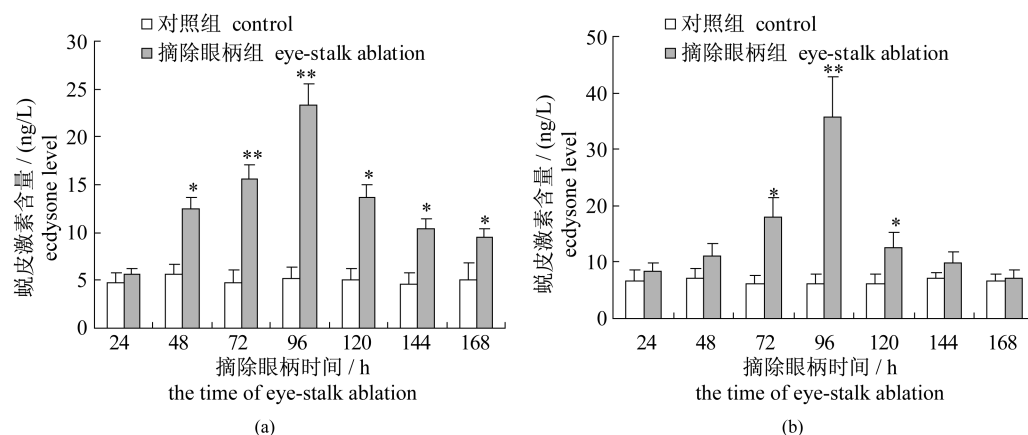 □ 对照组 control
■ 摘除眼柄组 eye-stalk ablation
蜕皮激素含量 / (ng/L)
ecdysone level
30
25
20
15
10
5
0
*
**
**
*
*
*
24 48 72 96 120 144 168
摘除眼柄时间 / h
the time of eye-stalk ablation
(a)
□ 对照组 control
■ 摘除眼柄组 eye-stalk ablation
蜕皮激素含量 / (ng/L)
ecdysone level
50
40
30
20
10
0
*
**
*
24 48 72 96 120 144 168
摘除眼柄时间 / h
the time of eye-stalk ablation
(b)